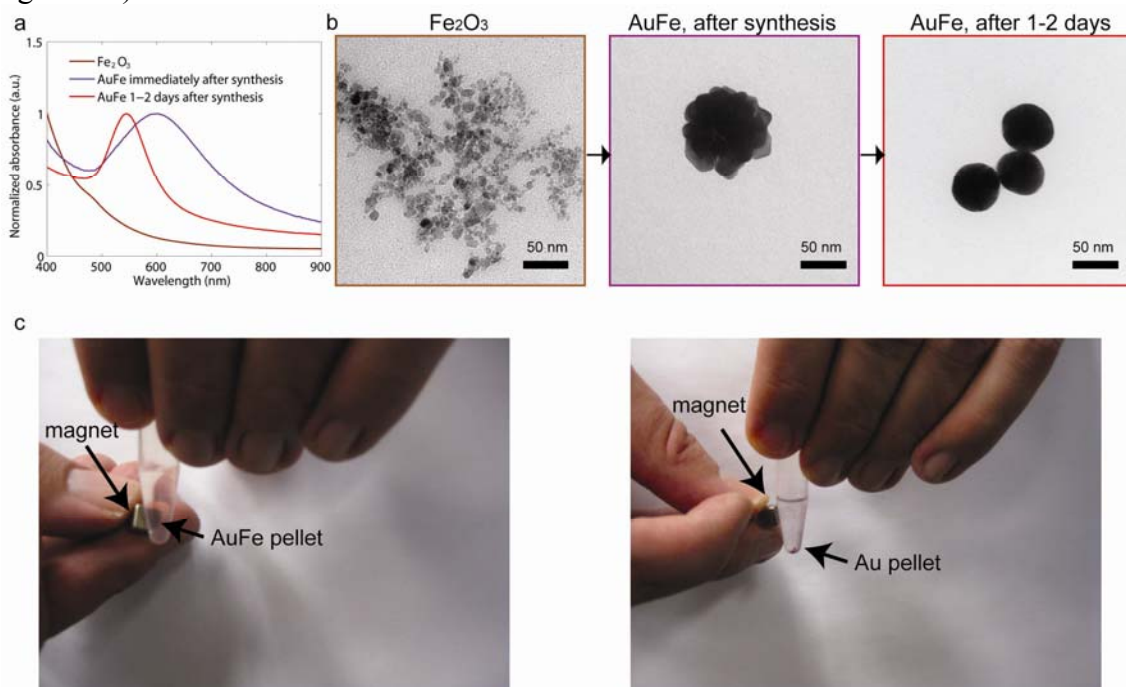 a
b
Fe2O3
AuFe, after synthesis
AuFe, after 1-2 days
1.5
1
0.5
0
Normalized absorbance (a.u.)
Fe2O3
AuFe immediately after synthesis
AuFe 1–2 days after synthesis
400 500 600 700 800 900
Wavelength (nm)
50 nm
50 nm
50 nm
c
magnet
AuFe pellet
magnet
Au pellet